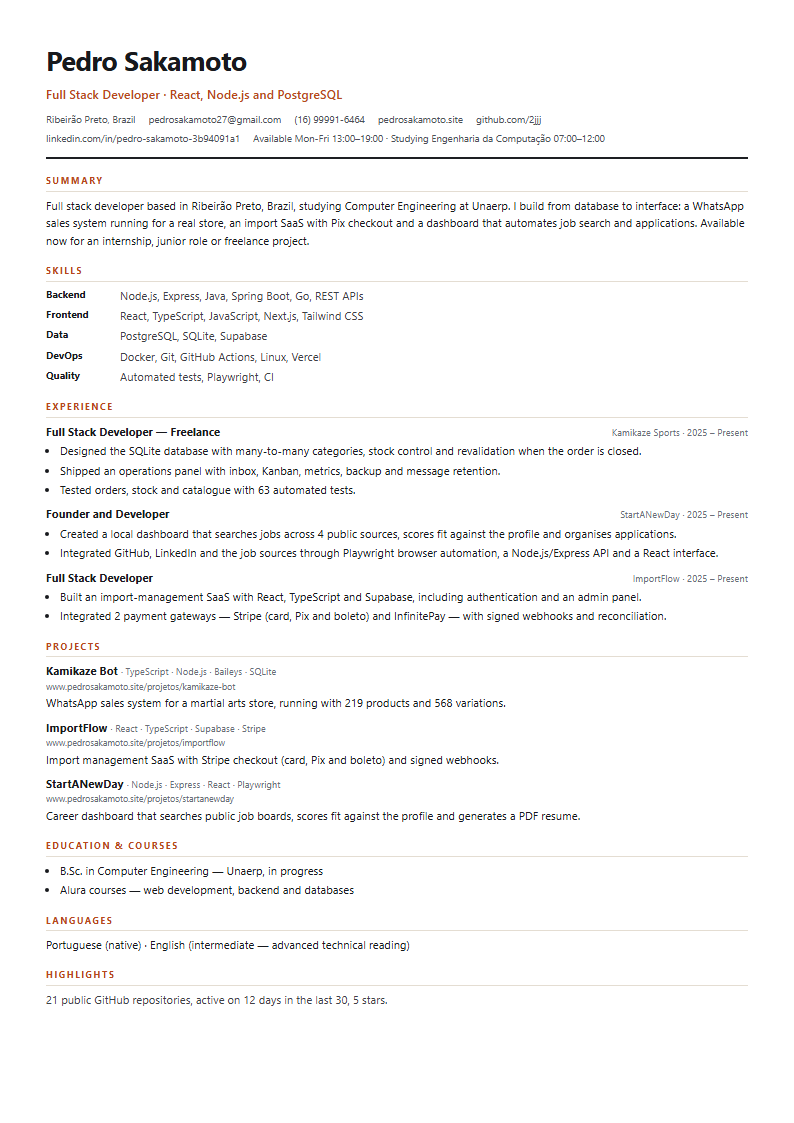 Pedro Sakamoto
Full Stack Developer · React, Node.js and PostgreSQL
Ribeirão Preto, Brazil pedrosakamoto27@gmail.com (16) 99991-6464 pedrosakamoto.site github.com/2jjj
linkedin.com/in/pedro-sakamoto-3b94091a1 Available Mon-Fri 13:00–19:00 · Studying Engenharia da Computação 07:00–12:00
SUMMARY
Full stack developer based in Ribeirão Preto, Brazil, studying Computer Engineering at Unaerp. I build from database to interface: a WhatsApp
sales system running for a real store, an import SaaS with Pix checkout and a dashboard that automates job search and applications. Available
now for an internship, junior role or freelance project.
SKILLS
Backend Node.js, Express, Java, Spring Boot, Go, REST APIs
Frontend React, TypeScript, JavaScript, Next.js, Tailwind CSS
Data PostgreSQL, SQLite, Supabase
DevOps Docker, Git, GitHub Actions, Linux, Vercel
Quality Automated tests, Playwright, CI
EXPERIENCE
Full Stack Developer — Freelance Kamikaze Sports · 2025 – Present
• Designed the SQLite database with many-to-many categories, stock control and revalidation when the order is closed.
• Shipped an operations panel with inbox, Kanban, metrics, backup and message retention.
• Tested orders, stock and catalogue with 63 automated tests.
Founder and Developer StartANewDay · 2025 – Present
• Created a local dashboard that searches jobs across 4 public sources, scores fit against the profile and organises applications.
• Integrated GitHub, LinkedIn and the job sources through Playwright browser automation, a Node.js/Express API and a React interface.
Full Stack Developer ImportFlow · 2025 – Present
• Built an import-management SaaS with React, TypeScript and Supabase, including authentication and an admin panel.
• Integrated 2 payment gateways — Stripe (card, Pix and boleto) and InfinitePay — with signed webhooks and reconciliation.
PROJECTS
Kamikaze Bot · TypeScript · Node.js · Baileys · SQLite
www.pedrosakamoto.site/projetos/kamikaze-bot
WhatsApp sales system for a martial arts store, running with 219 products and 568 variations.
ImportFlow · React · TypeScript · Supabase · Stripe
www.pedrosakamoto.site/projetos/importflow
Import management SaaS with Stripe checkout (card, Pix and boleto) and signed webhooks.
StartANewDay · Node.js · Express · React · Playwright
www.pedrosakamoto.site/projetos/startanewday
Career dashboard that searches public job boards, scores fit against the profile and generates a PDF resume.
EDUCATION & COURSES
• B.Sc. in Computer Engineering — Unaerp, in progress
• Alura courses — web development, backend and databases
LANGUAGES
Portuguese (native) · English (intermediate — advanced technical reading)
HIGHLIGHTS
21 public GitHub repositories, active on 12 days in the last 30, 5 stars.